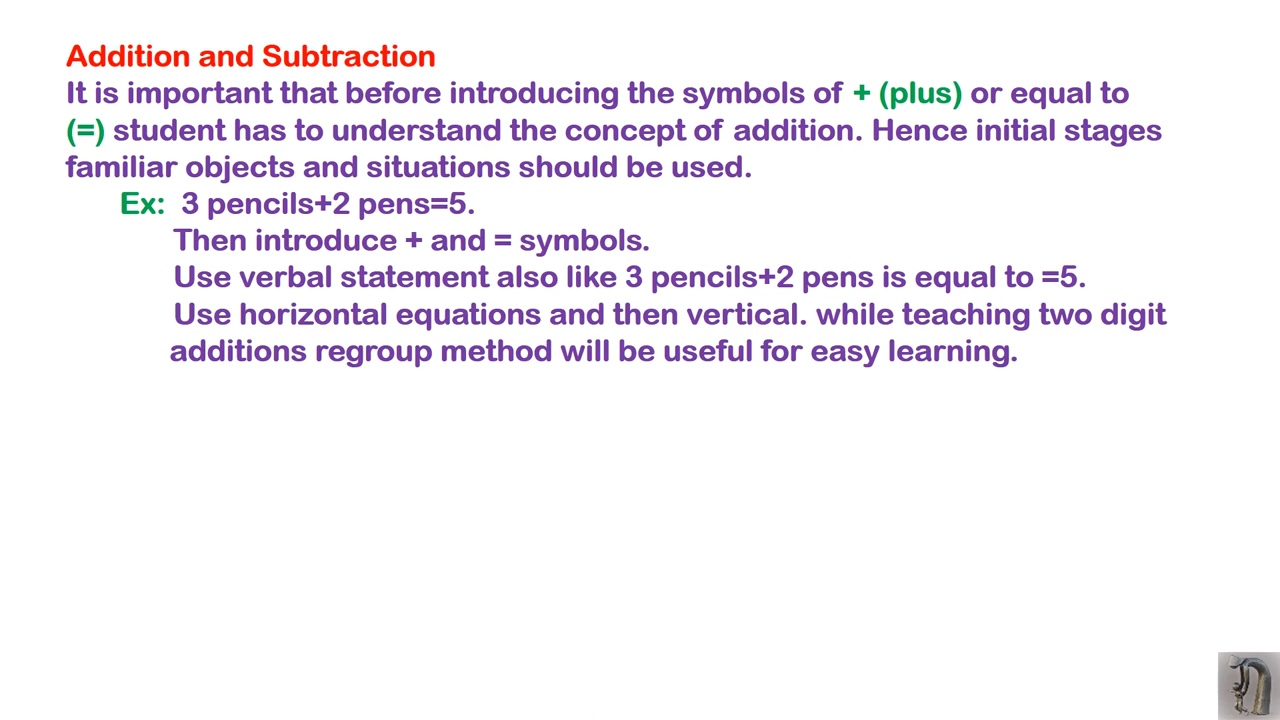 Addition and Subtraction
It is important that before introducing the symbols of + (plus) or equal to
(=) student has to understand the concept of addition. Hence initial stages
familiar objects and situations should be used.
Ex: 3 pencils+2 pens=5.
Then introduce + and = symbols.
Use verbal statement also like 3 pencils+2 pens is equal to =5.
Use horizontal equations and then vertical. while teaching two digit
additions regroup method will be useful for easy learning.